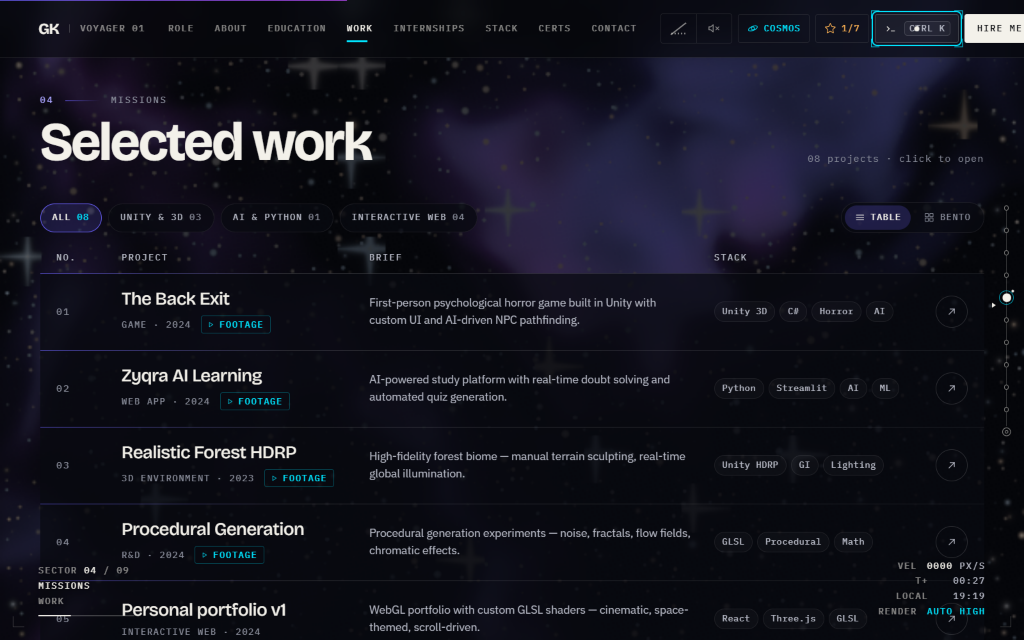 GK VOYAGER 01 ROLE ABOUT EDUCATION WORK INTERNSHIPS STACK CERTS CONTACT COSMOS 1/7 CTRL K HIRE ME
04 MISSIONS
Selected work
08 projects · click to open
ALL 08 UNITY & 3D 03 AI & PYTHON 01 INTERACTIVE WEB 04 TABLE BENTO
NO. PROJECT BRIEF STACK
01 The Back Exit
GAME · 2024 FOOTAGE
First-person psychological horror game built in Unity with
custom UI and AI-driven NPC pathfinding.
Unity 3D C# Horror AI
02 Zyqra AI Learning
WEB APP · 2024 FOOTAGE
AI-powered study platform with real-time doubt solving and
automated quiz generation.
Python Streamlit AI ML
03 Realistic Forest HDRP
3D ENVIRONMENT · 2023 FOOTAGE
High-fidelity forest biome — manual terrain sculpting, real-time
global illumination.
Unity HDRP GI Lighting
04 Procedural Generation
R&D · 2024 FOOTAGE
Procedural generation experiments — noise, fractals, flow fields,
chromatic effects.
GLSL Procedural Math
05 Personal portfolio v1
INTERACTIVE WEB · 2024
WebGL portfolio with custom GLSL shaders — cinematic, space-
themed, scroll-driven.
React Three.js GLSL
SECTOR 04 / 09
MISSIONS
WORK
VEL 0000 PX/S
T+ 00:27
LOCAL 19:19
RENDER AUTO HIGH